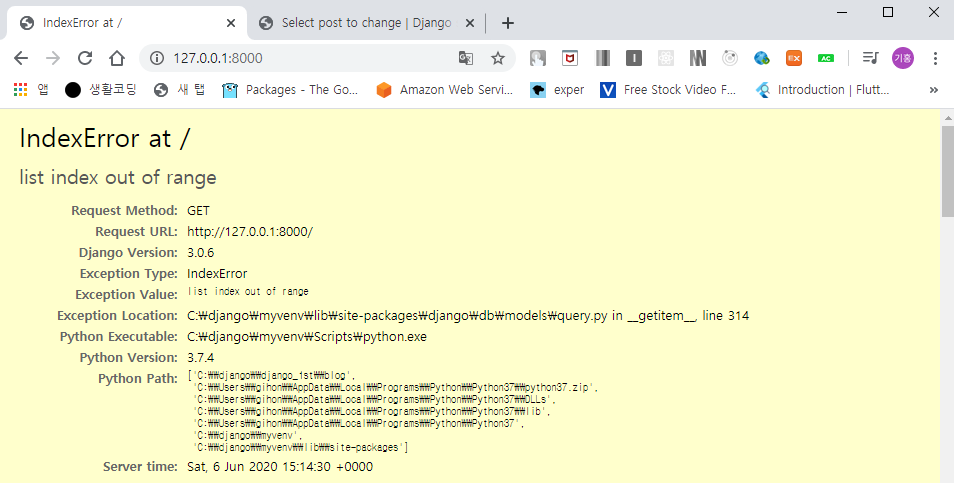 IndexError at /
Select post to change | Django
127.0.0.1:8000
기홍
앱
생활코딩
새 탭
Packages - The Go...
Amazon Web Servi...
exper
Free Stock Video F...
Introduction | Flutt...
»
IndexError at /
list index out of range
Request Method: GET
Request URL: http://127.0.0.1:8000/
Django Version: 3.0.6
Exception Type: IndexError
Exception Value: list index out of range
Exception Location: C:₩django₩myvenv₩lib₩site-packages₩django₩db₩models₩query.py in __getitem__, line 314
Python Executable: C:₩django₩myvenv₩Scripts₩python.exe
Python Version: 3.7.4
Python Path: ['C:₩₩django₩₩django_1st₩₩blog',
'C:₩₩Users₩₩gihon₩₩AppData₩₩Local₩₩Programs₩₩Python₩₩Python37₩₩python37.zip',
'C:₩₩Users₩₩gihon₩₩AppData₩₩Local₩₩Programs₩₩Python₩₩Python37₩₩DLLs',
'C:₩₩Users₩₩gihon₩₩AppData₩₩Local₩₩Programs₩₩Python₩₩Python37₩₩lib',
'C:₩₩Users₩₩gihon₩₩AppData₩₩Local₩₩Programs₩₩Python₩₩Python37',
'C:₩₩django₩₩myvenv',
'C:₩₩django₩₩myvenv₩₩lib₩₩site-packages']
Server time: Sat, 6 Jun 2020 15:14:30 +0000